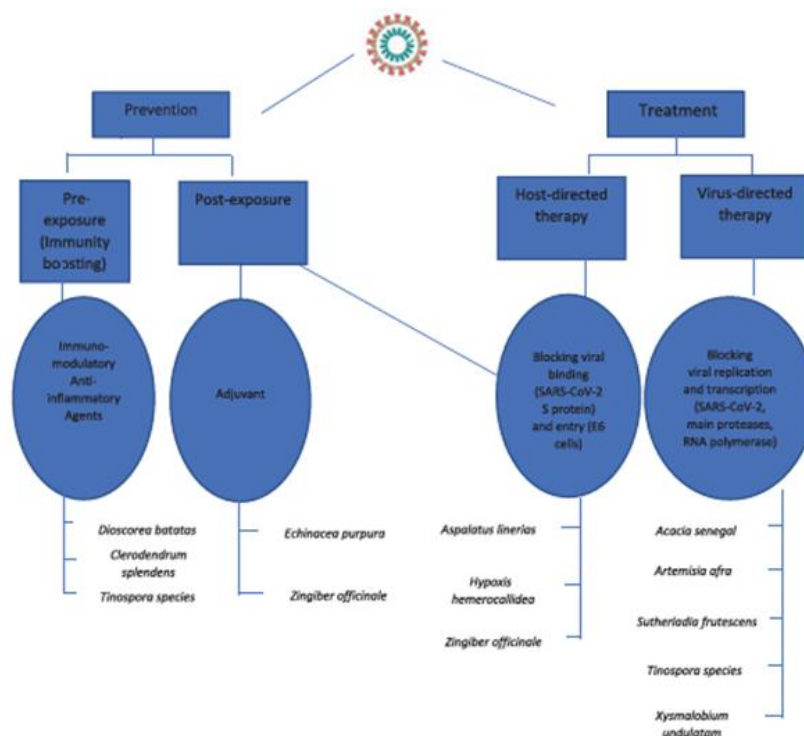 Prevention
Treatment
Pre-
exposure
(Immunity
boosting)
Post-exposure
Host-directed
therapy
Virus-directed
therapy
Immuno-
modulatory
Anti-
inflammatory
Agents
Adjuvant
Blocking viral
binding
(SARS-CoV-2
S protein)
and entry (E6
cells)
Blocking
viral replication
and transcription
(SARS-CoV-2,
main proteases,
RNA polymerase)
Dioscorea batatas
Clerodendrum
splendens
Tinospora species
Echinacea purpura
Zingiber officinale
Aspalatus linerias
Hypoxis
hemerocallidea
Zingiber officinale
Acacia senegal
Artemisia afra
Sutherladia frutescens
Tinospora species
Xysmalobium
undulatam